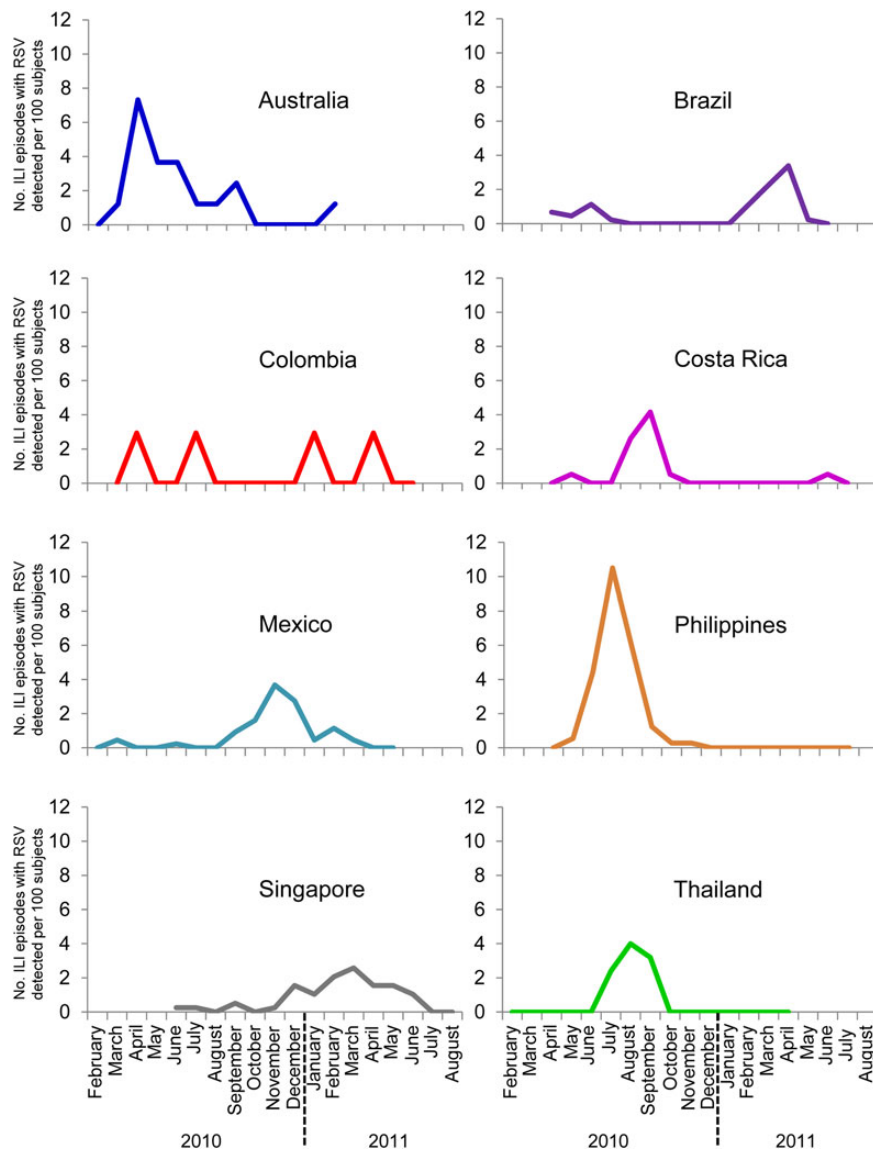 No. ILI episodes with RSV
detected per 100 subjects
12
10
8
6
4
2
0
Australia
12
10
8
6
4
2
0
Brazil
No. ILI episodes with RSV
detected per 100 subjects
12
10
8
6
4
2
0
Colombia
12
10
8
6
4
2
0
Costa Rica
No. ILI episodes with RSV
detected per 100 subjects
12
10
8
6
4
2
0
Mexico
12
10
8
6
4
2
0
Philippines
No. ILI episodes with RSV
detected per 100 subjects
12
10
8
6
4
2
0
Singapore
12
10
8
6
4
2
0
Thailand
February
March
April
May
June
July
August
September
October
November
December
January
February
March
April
May
June
July
August
2010
2011
February
March
April
May
June
July
August
September
October
November
December
January
February
March
April
May
June
July
August
2010
2011